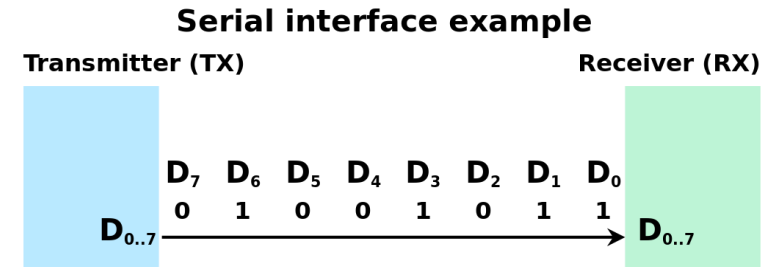 Serial interface example
Transmitter (TX) Receiver (RX)
D7 D6 D5 D4 D3 D2 D1 D0
0 1 0 0 1 0 1 1
D0..7 D0..7